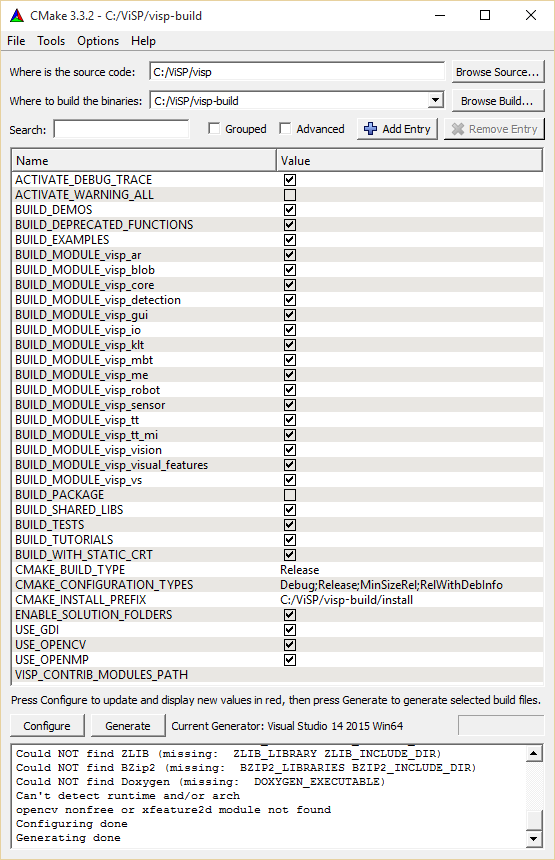 CMake 3.3.2 - C:/ViSP/visp-build
File Tools Options Help
Where is the source code: C:/ViSP/visp Browse Source...
Where to build the binaries: C:/ViSP/visp-build Browse Build...
Search: Grouped Advanced Add Entry Remove Entry
Name Value
ACTIVATE_DEBUG_TRACE
ACTIVATE_WARNING_ALL
BUILD_DEMOS
BUILD_DEPRECATED_FUNCTIONS
BUILD_EXAMPLES
BUILD_MODULE_visp_ar
BUILD_MODULE_visp_blob
BUILD_MODULE_visp_core
BUILD_MODULE_visp_detection
BUILD_MODULE_visp_gui
BUILD_MODULE_visp_io
BUILD_MODULE_visp_klt
BUILD_MODULE_visp_mbt
BUILD_MODULE_visp_me
BUILD_MODULE_visp_robot
BUILD_MODULE_visp_sensor
BUILD_MODULE_visp_tt
BUILD_MODULE_visp_tt_mi
BUILD_MODULE_visp_vision
BUILD_MODULE_visp_visual_features
BUILD_MODULE_visp_vs
BUILD_PACKAGE
BUILD_SHARED_LIBS
BUILD_TESTS
BUILD_TUTORIALS
BUILD_WITH_STATIC_CRT
CMAKE_BUILD_TYPE Release
CMAKE_CONFIGURATION_TYPES Debug;Release;MinSizeRel;RelWithDebInfo
CMAKE_INSTALL_PREFIX C:/ViSP/visp-build/install
ENABLE_SOLUTION_FOLDERS
USE_GDI
USE_OPENCV
USE_OPENMP
VISP_CONTRIB_MODULES_PATH
Press Configure to update and display new values in red, then press Generate to generate selected build files.
Configure Generate Current Generator: Visual Studio 14 2015 Win64
Could NOT find ZLIB (missing: ZLIB_LIBRARY ZLIB_INCLUDE_DIR)
Could NOT find BZip2 (missing: BZIP2_LIBRARIES BZIP2_INCLUDE_DIR)
Could NOT find Doxygen (missing: DOXYGEN_EXECUTABLE)
Can't detect runtime and/or arch
opencv nonfree or xfeature2d module not found
Configuring done
Generating done